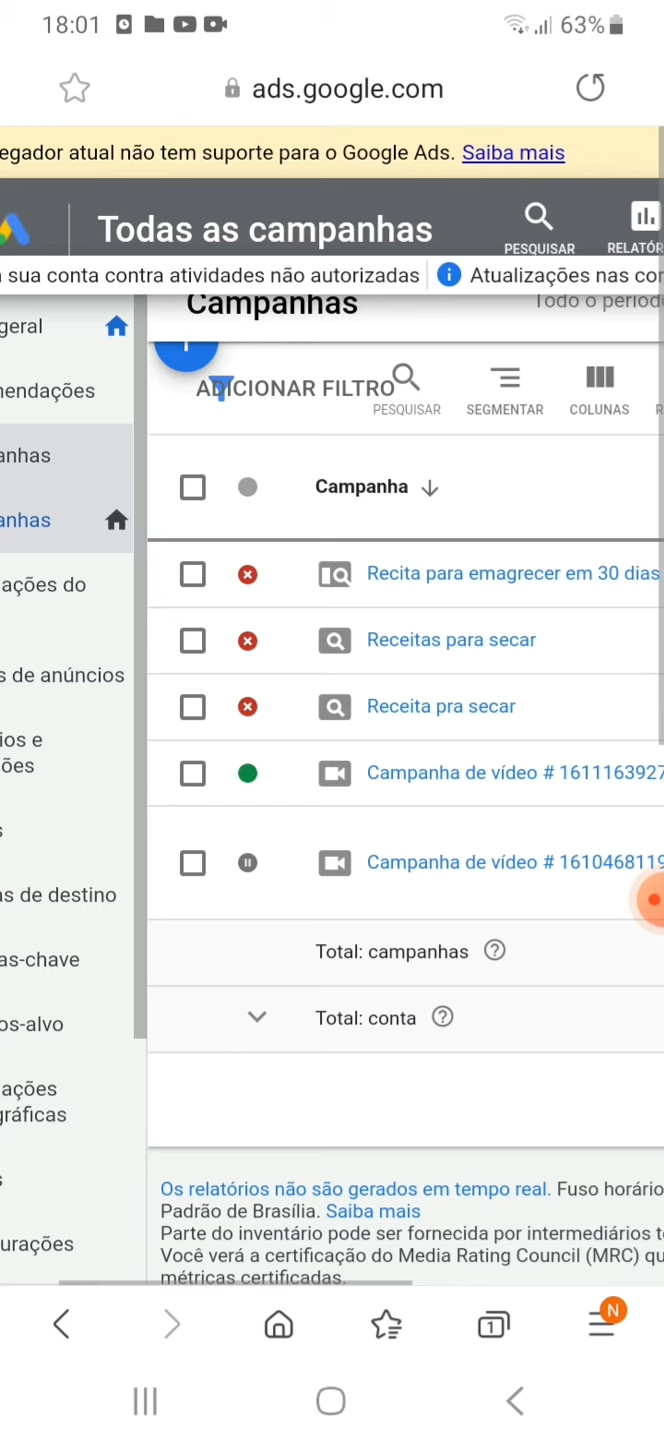 18:01
63%
ads.google.com
egador atual não tem suporte para o Google Ads. Saiba mais
Todas as campanhas
PESQUISAR
RELATÓR
sua conta contra atividades não autorizadas
Atualizações nas cor
geral
Campanhas
Todo o período
endações
ADICIONAR FILTRO
PESQUISAR
SEGMENTAR
COLUNAS
R
anhas
anhas
Campanha
ações do
Recita para emagrecer em 30 dias
Receitas para secar
s de anúncios
Receita pra secar
ios e
ões
Campanha de vídeo # 1611163927
s
Campanha de vídeo # 1610468119
as de destino
Total: campanhas
as-chave
Total: conta
os-alvo
ações
gráficas
s
Os relatórios não são gerados em tempo real. Fuso horário
Padrão de Brasília. Saiba mais
Parte do inventário pode ser fornecida por intermediários t
urações
Você verá a certificação do Media Rating Council (MRC) qu
métricas certificadas.
1
N